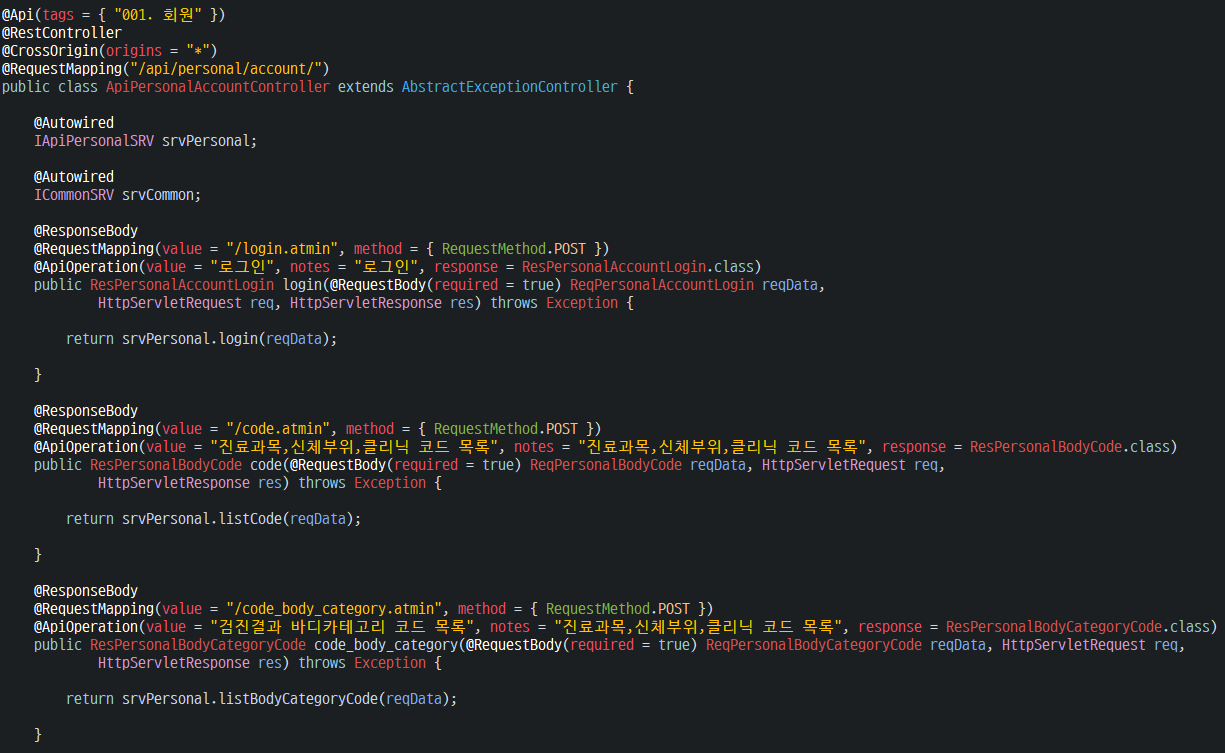 @Api(tags = { "001. 회원" })
@RestController
@CrossOrigin(origins = "*")
@RequestMapping("/api/personal/account/")
public class ApiPersonalAccountController extends AbstractExceptionController {
@Autowired
IApiPersonalSRV srvPersonal;
@Autowired
ICommonSRV srvCommon;
@ResponseBody
@RequestMapping(value = "/login.atmin", method = { RequestMethod.POST })
@ApiOperation(value = "로그인", notes = "로그인", response = ResPersonalAccountLogin.class)
public ResPersonalAccountLogin login(@RequestBody(required = true) ReqPersonalAccountLogin reqData,
HttpServletRequest req, HttpServletResponse res) throws Exception {
return srvPersonal.login(reqData);
}
@ResponseBody
@RequestMapping(value = "/code.atmin", method = { RequestMethod.POST })
@ApiOperation(value = "진료과목,신체부위,클리닉 코드 목록", notes = "진료과목,신체부위,클리닉 코드 목록", response = ResPersonalBodyCode.class)
public ResPersonalBodyCode code(@RequestBody(required = true) ReqPersonalBodyCode reqData, HttpServletRequest req,
HttpServletResponse res) throws Exception {
return srvPersonal.listCode(reqData);
}
@ResponseBody
@RequestMapping(value = "/code_body_category.atmin", method = { RequestMethod.POST })
@ApiOperation(value = "검진결과 바디카테고리 코드 목록", notes = "진료과목,신체부위,클리닉 코드 목록", response = ResPersonalBodyCategoryCode.class)
public ResPersonalBodyCategoryCode code_body_category(@RequestBody(required = true) ReqPersonalBodyCategoryCode reqData, HttpServletRequest req,
HttpServletResponse res) throws Exception {
return srvPersonal.listBodyCategoryCode(reqData);
}